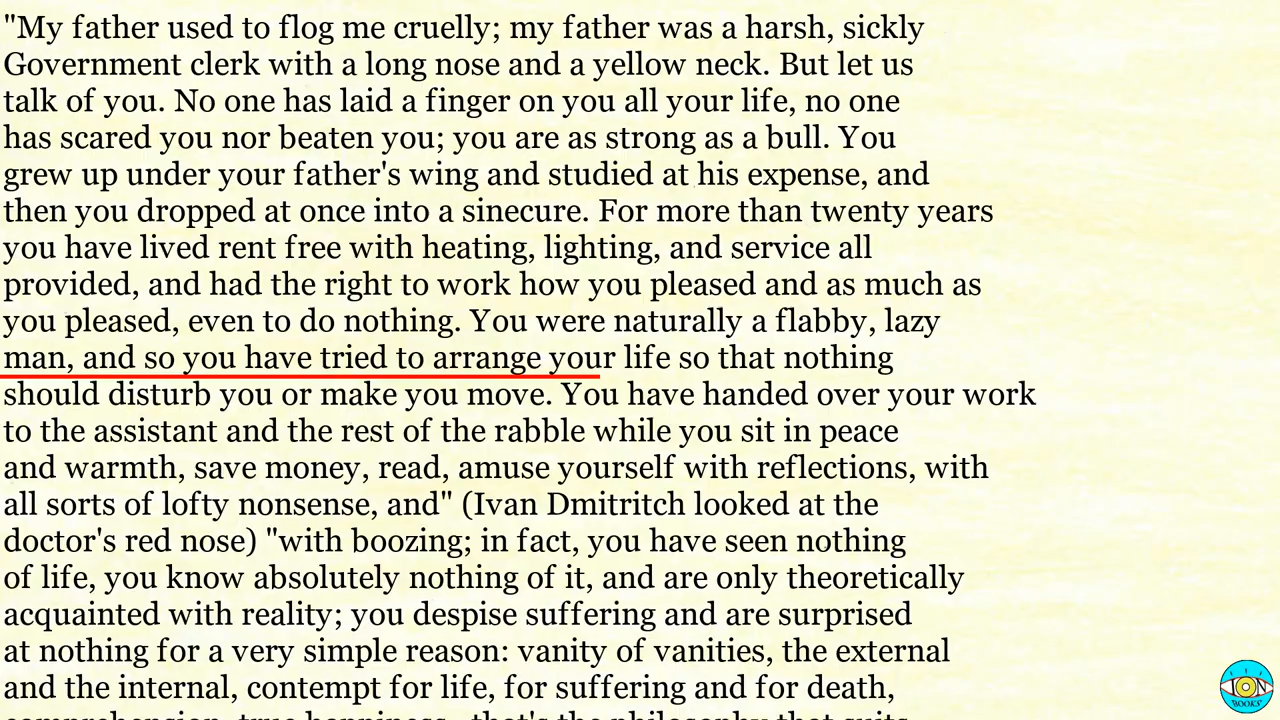 "My father used to flog me cruelly; my father was a harsh, sickly
Government clerk with a long nose and a yellow neck. But let us
talk of you. No one has laid a finger on you all your life, no one
has scared you nor beaten you; you are as strong as a bull. You
grew up under your father's wing and studied at his expense, and
then you dropped at once into a sinecure. For more than twenty years
you have lived rent free with heating, lighting, and service all
provided, and had the right to work how you pleased and as much as
you pleased, even to do nothing. You were naturally a flabby, lazy
man, and so you have tried to arrange your life so that nothing
should disturb you or make you move. You have handed over your work
to the assistant and the rest of the rabble while you sit in peace
and warmth, save money, read, amuse yourself with reflections, with
all sorts of lofty nonsense, and" (Ivan Dmitritch looked at the
doctor's red nose) "with boozing; in fact, you have seen nothing
of life, you know absolutely nothing of it, and are only theoretically
acquainted with reality; you despise suffering and are surprised
at nothing for a very simple reason: vanity of vanities, the external
and the internal, contempt for life, for suffering and for death,
comprehension, true happiness--that's the philosophy that suits
ION
BOOKS